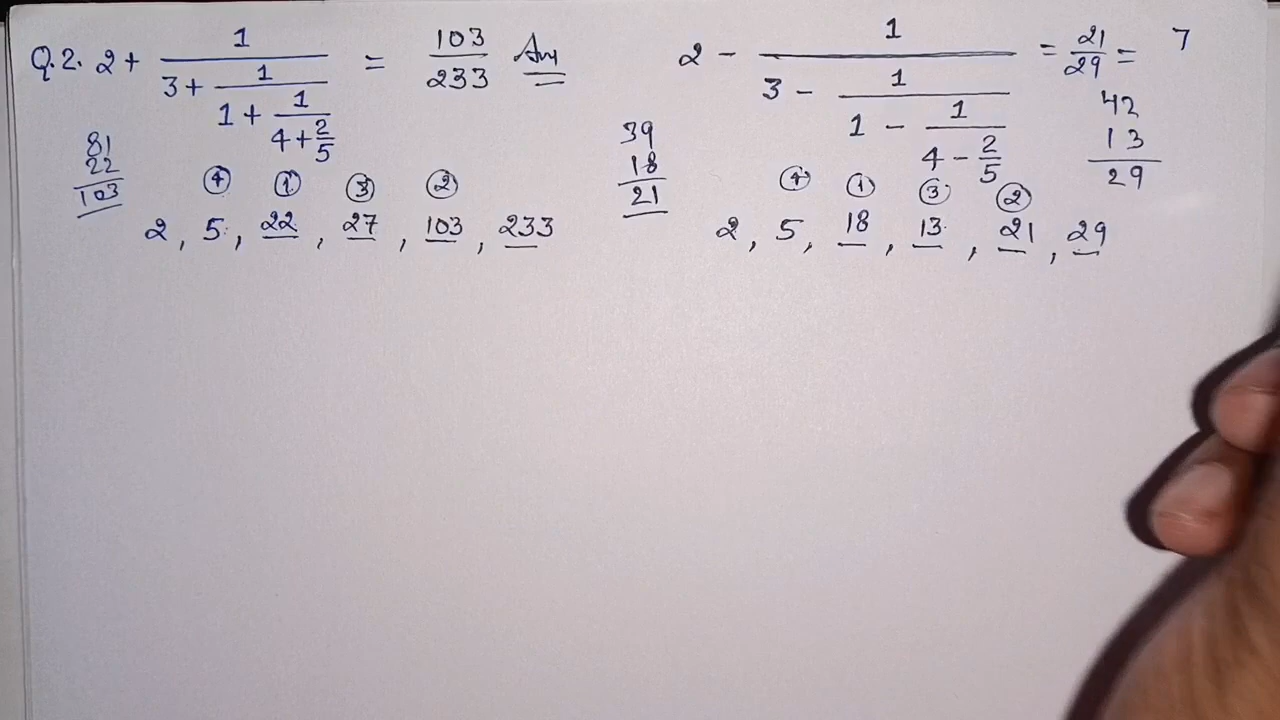 Q.2. 2 + 1 / (3 + 1 / (1 + 1 / (4 + 2/5))) = 103/233 Ans
81
22
103
④ ① ③ ②
2, 5, 22, 27, 103, 233
2 - 1 / (3 - 1 / (1 - 1 / (4 - 2/5))) = 21/29 = 7
39
18
21
42
13
29
④ ① ③ ②
2, 5, 18, 13, 21, 29